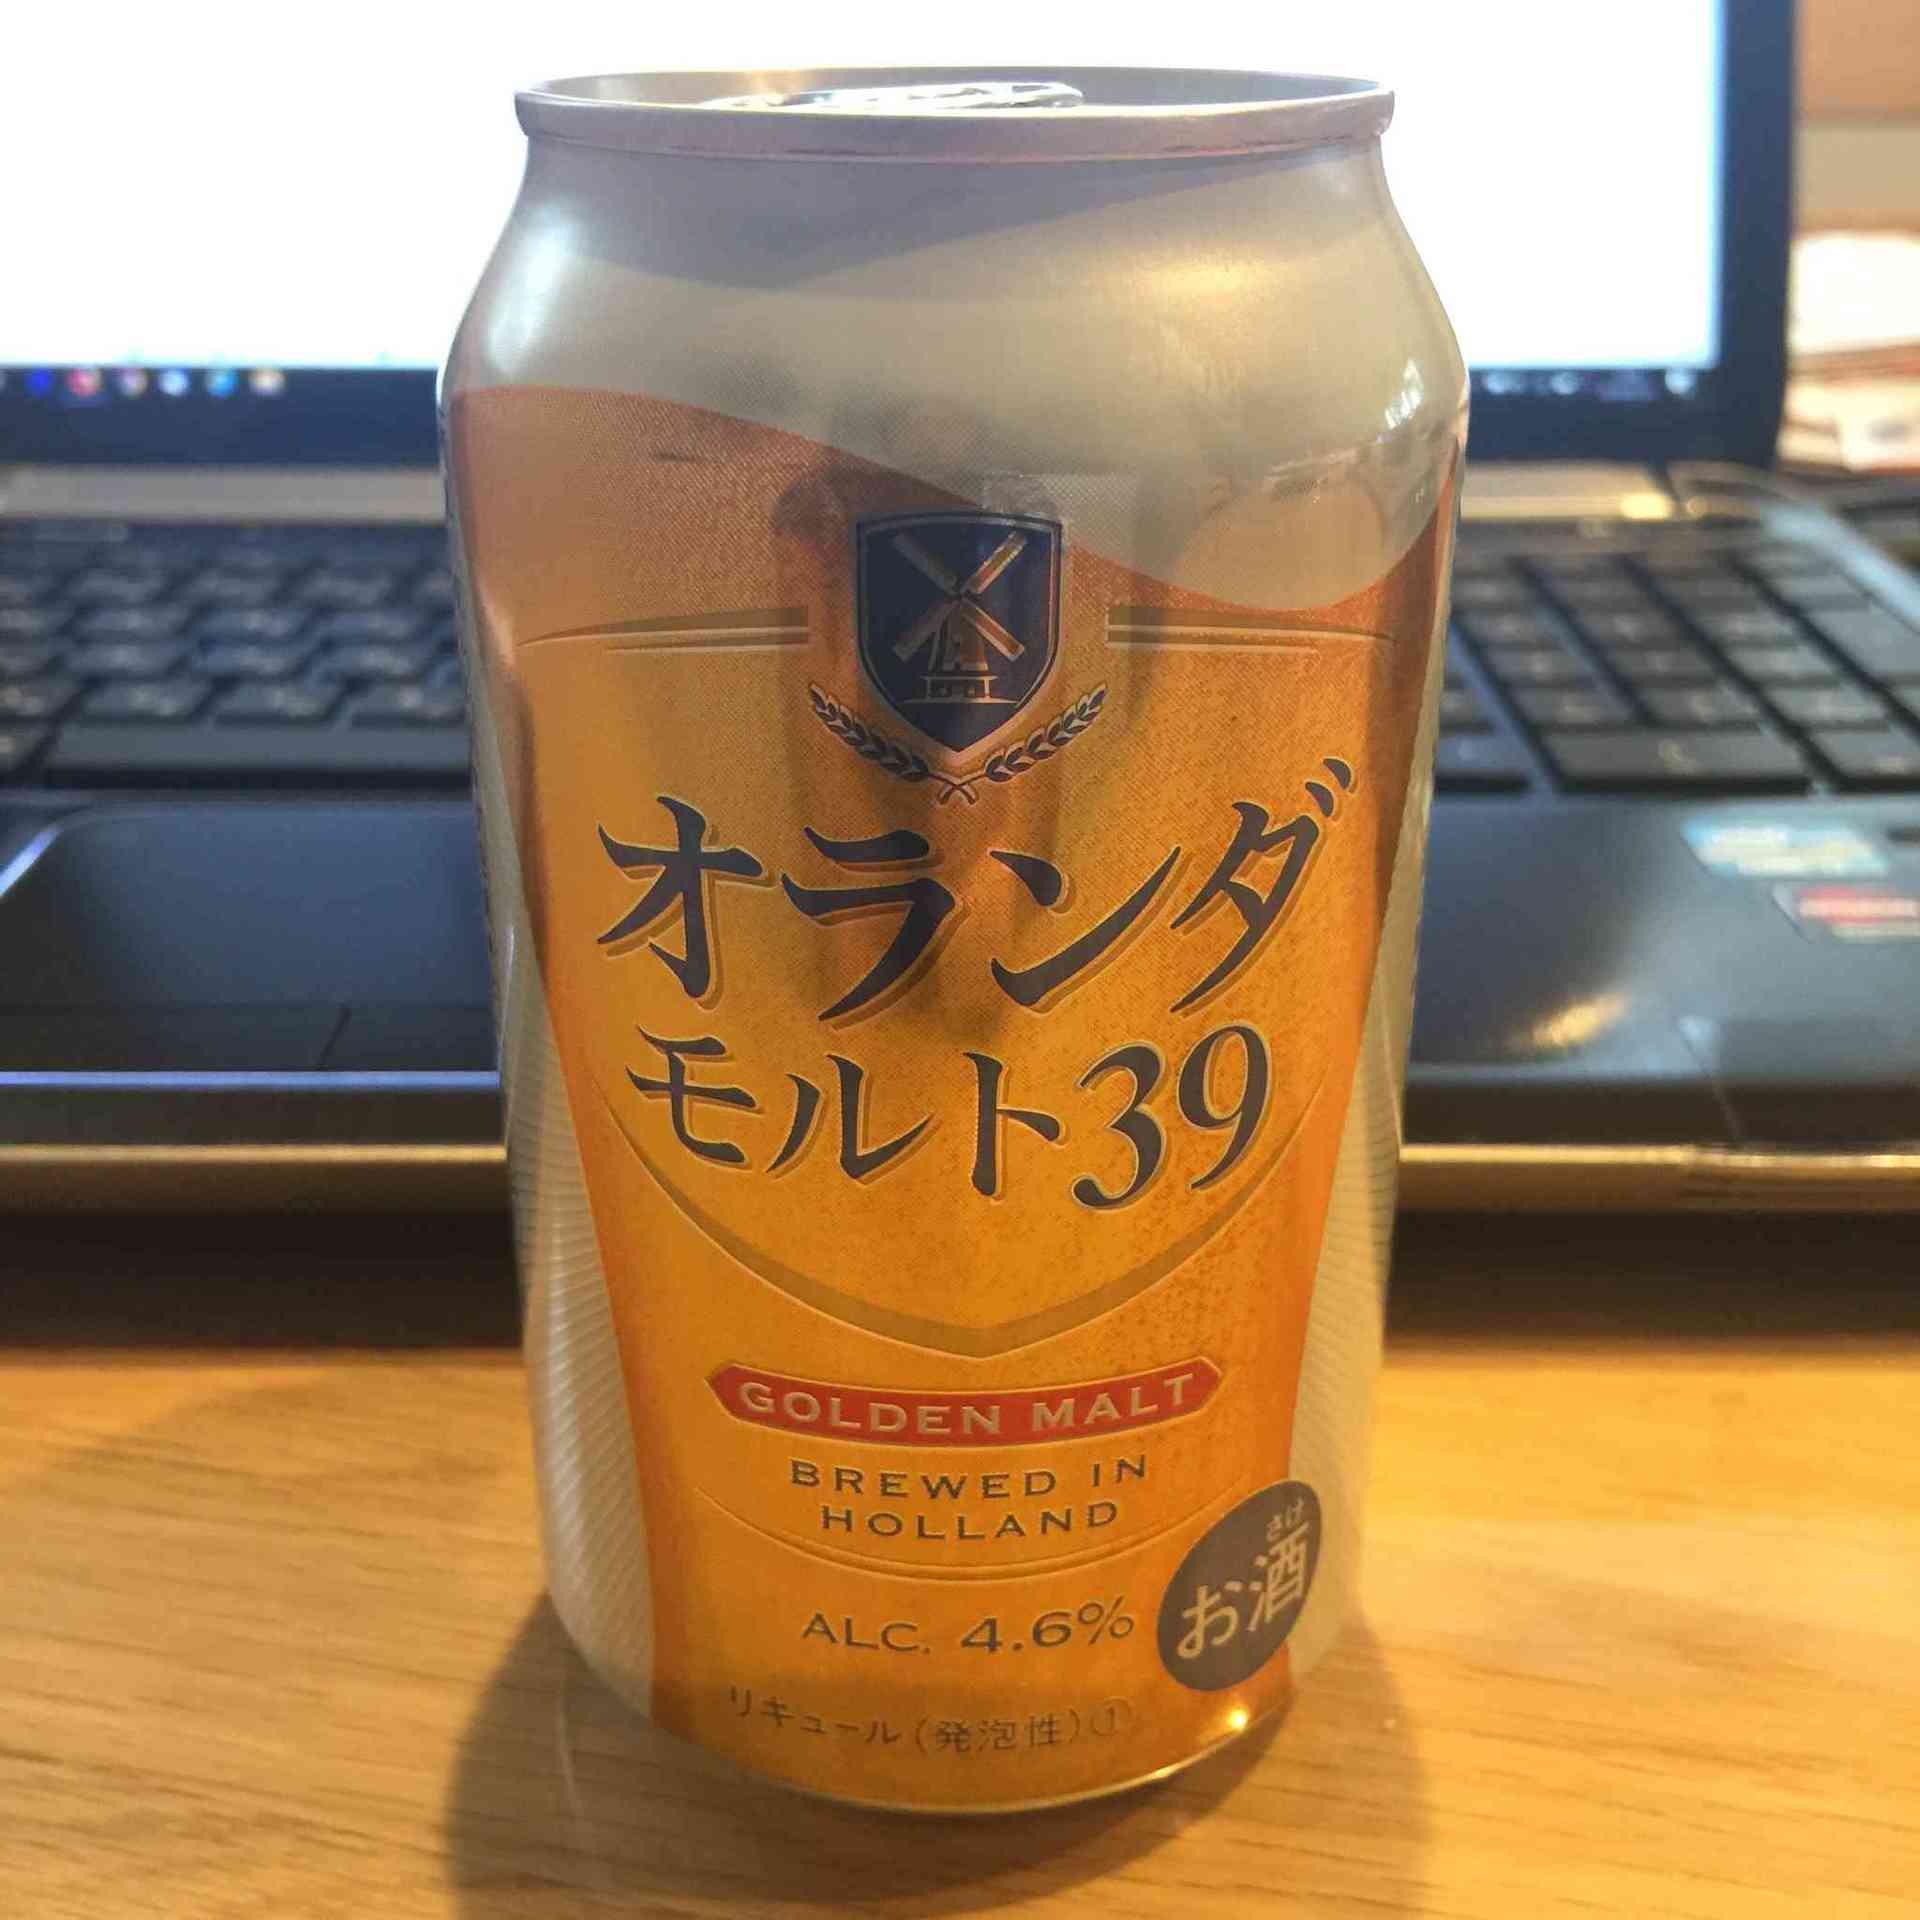 オランダ
モルト39
GOLDEN MALT
BREWED IN
HOLLAND
さけ
お酒
ALC. 4.6%
リキュール(発泡性)①